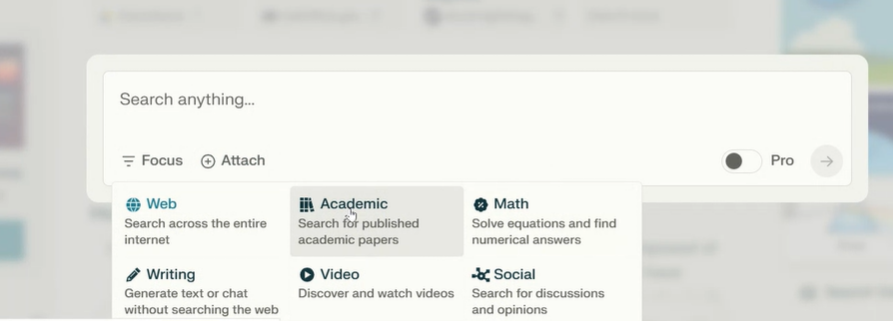 Search anything...
Focus Attach Pro
Web Academic Math
Search across the entire internet
Search for published academic papers
Solve equations and find numerical answers
Writing Video Social
Generate text or chat without searching the web
Discover and watch videos
Search for discussions and opinions